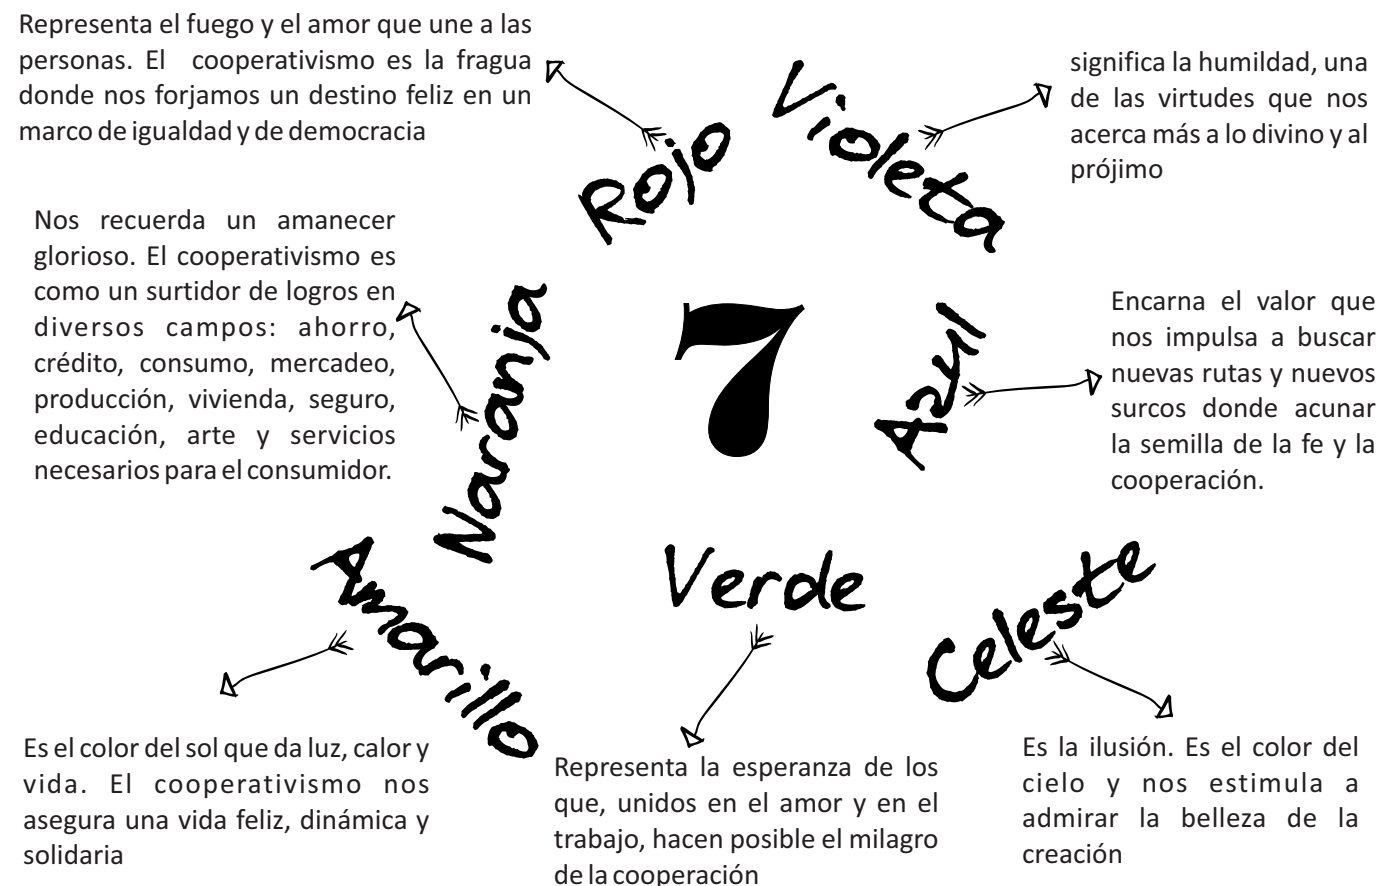 Representa el fuego y el amor que une a las
personas. El cooperativismo es la fragua
donde nos forjamos un destino feliz en un
marco de igualdad y de democracia
Rojo
Violeta
significa la humildad, una
de las virtudes que nos
acerca más a lo divino y al
prójimo
Nos recuerda un amanecer
glorioso. El cooperativismo es
como un surtidor de logros en
diversos campos: ahorro,
crédito, consumo, mercadeo,
producción, vivienda, seguro,
educación, arte y servicios
necesarios para el consumidor.
Naranja
7
Azul
Encarna el valor que
nos impulsa a buscar
nuevas rutas y nuevos
surcos donde acunar
la semilla de la fe y la
cooperación.
Amarillo
Verde
Celeste
Es el color del sol que da luz, calor y
vida. El cooperativismo nos
asegura una vida feliz, dinámica y
solidaria
Representa la esperanza de los
que, unidos en el amor y en el
trabajo, hacen posible el milagro
de la cooperación
Es la ilusión. Es el color del
cielo y nos estimula a
admirar la belleza de la
creación